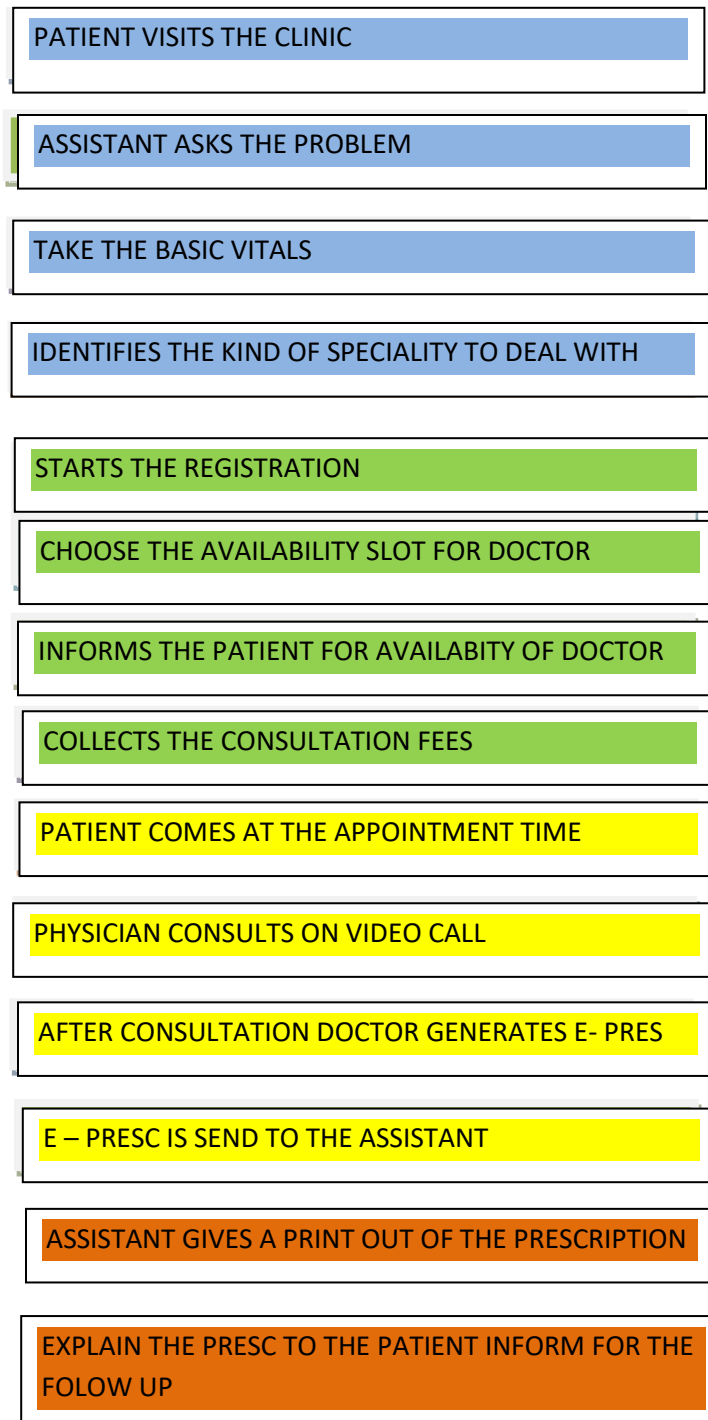 PATIENT VISITS THE CLINIC
ASSISTANT ASKS THE PROBLEM
TAKE THE BASIC VITALS
IDENTIFIES THE KIND OF SPECIALITY TO DEAL WITH
STARTS THE REGISTRATION
CHOOSE THE AVAILABILITY SLOT FOR DOCTOR
INFORMS THE PATIENT FOR AVAILABITY OF DOCTOR
COLLECTS THE CONSULTATION FEES
PATIENT COMES AT THE APPOINTMENT TIME
PHYSICIAN CONSULTS ON VIDEO CALL
AFTER CONSULTATION DOCTOR GENERATES E- PRES
E – PRESC IS SEND TO THE ASSISTANT
ASSISTANT GIVES A PRINT OUT OF THE PRESCRIPTION
EXPLAIN THE PRESC TO THE PATIENT INFORM FOR THE
FOLOW UP